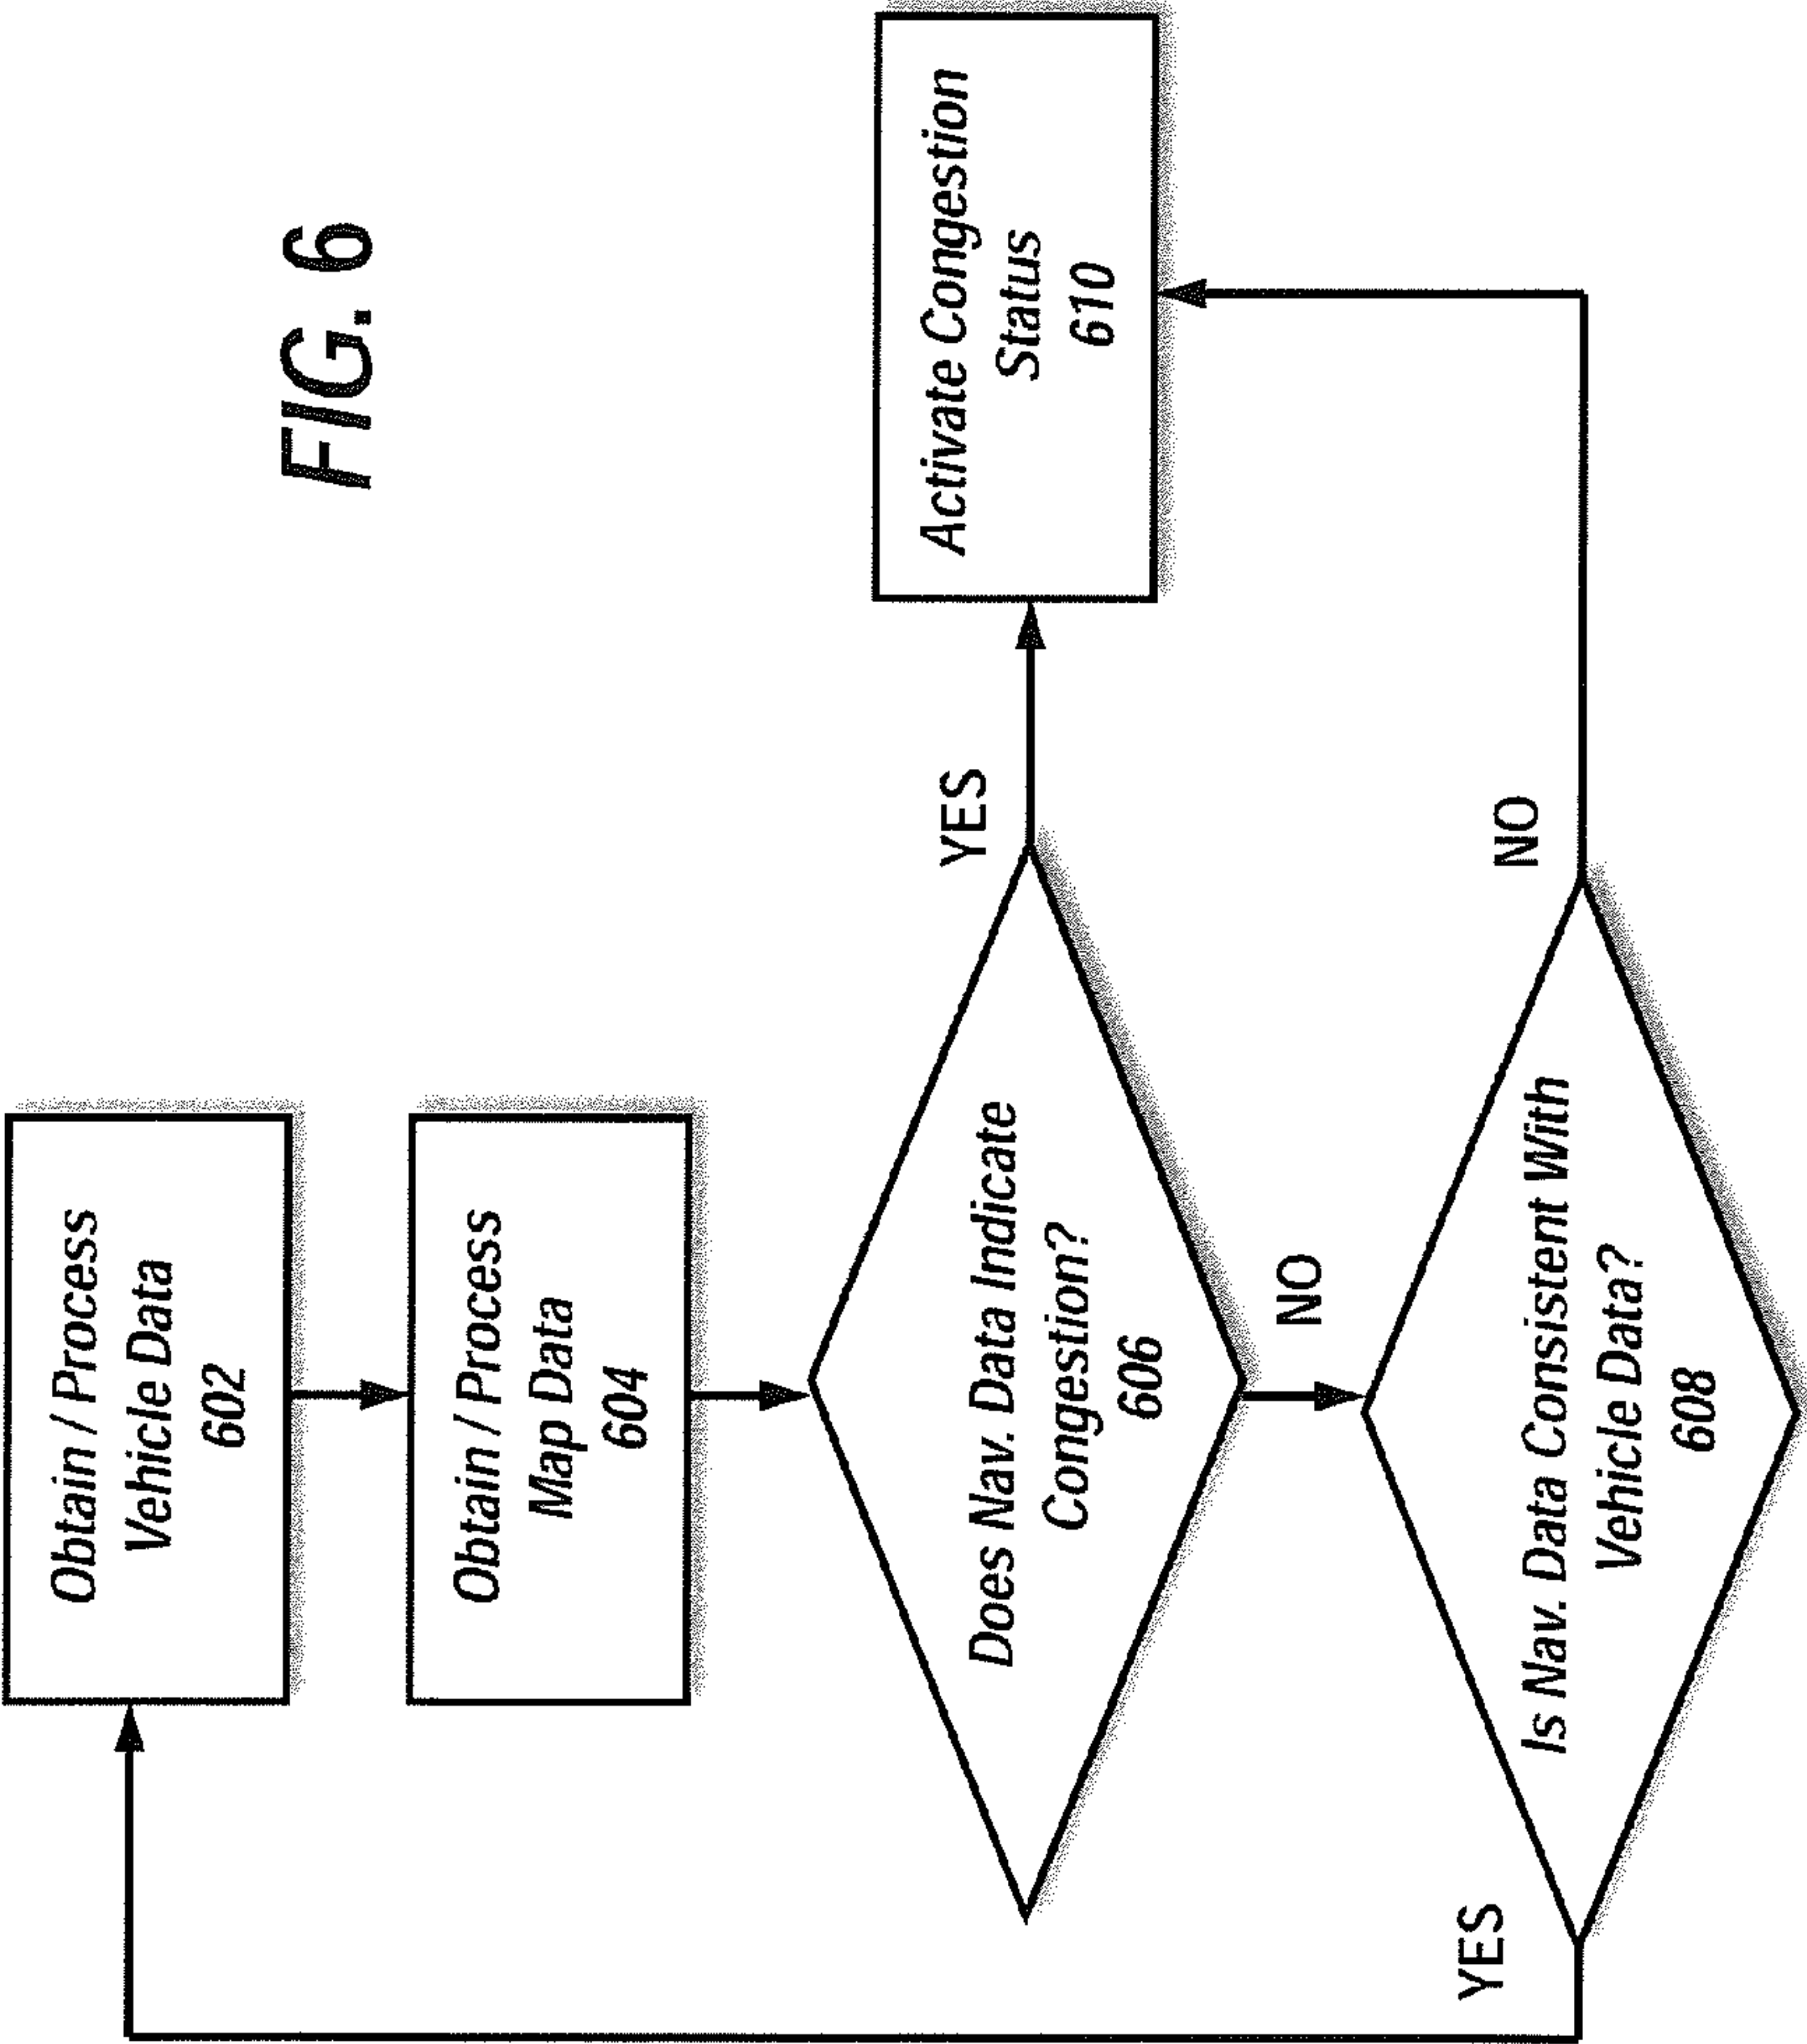 FIG. 6
Obtain / Process
Vehicle Data
602
Obtain / Process
Map Data
604
Does Nav. Data Indicate
Congestion?
606
YES
Activate Congestion
Status
610
NO
Is Nav. Data Consistent With
Vehicle Data?
608
YES
NO